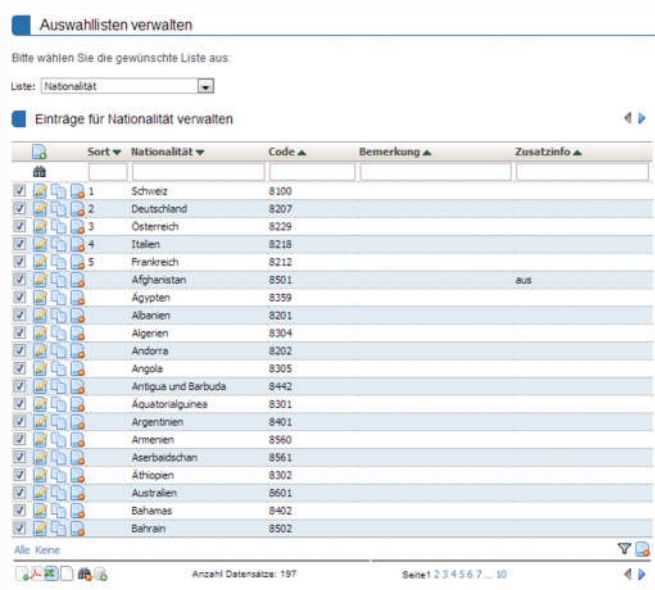 Auswahllisten verwalten
Bitte wählen Sie die gewünschte Liste aus:
Liste: Nationalität
Einträge für Nationalität verwalten
Sort Nationalität Code Bemerkung Zusatzinfo
1 Schweiz 8100
2 Deutschland 8207
3 Österreich 8229
4 Italien 8218
5 Frankreich 8212
Afghanistan 8501 aus
Ägypten 8359
Albanien 8201
Algerien 8304
Andorra 8202
Angola 8305
Antigua und Barbuda 8442
Äquatorialguinea 8301
Argentinien 8401
Armenien 8560
Aserbaidschan 8561
Äthiopien 8302
Australien 8601
Bahamas 8402
Bahrain 8502
Alle Keine
Anzahl Datensätze: 197 Seite1 2 3 4 5 6 7 ... 10